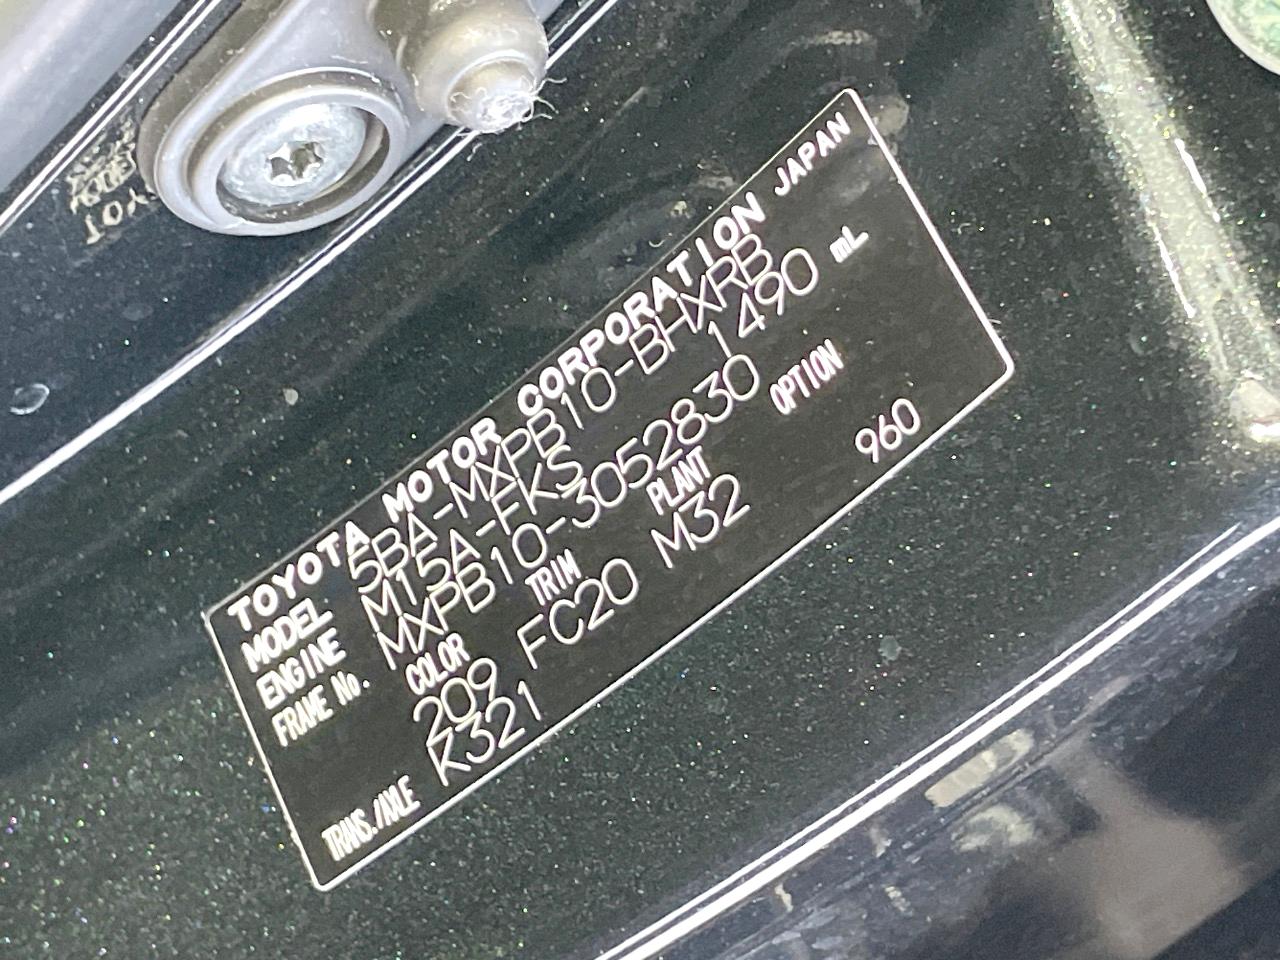 TOYOTA MOTOR CORPORATION JAPAN
MODEL 5BA-MXPB10-BHXRB
ENGINE M15A-FKS 1490 mL
FRAME No. MXPB10-3052830
COLOR TRIM PLANT OPTION
209 FC20 M32 960
TRANS./AXLE K321